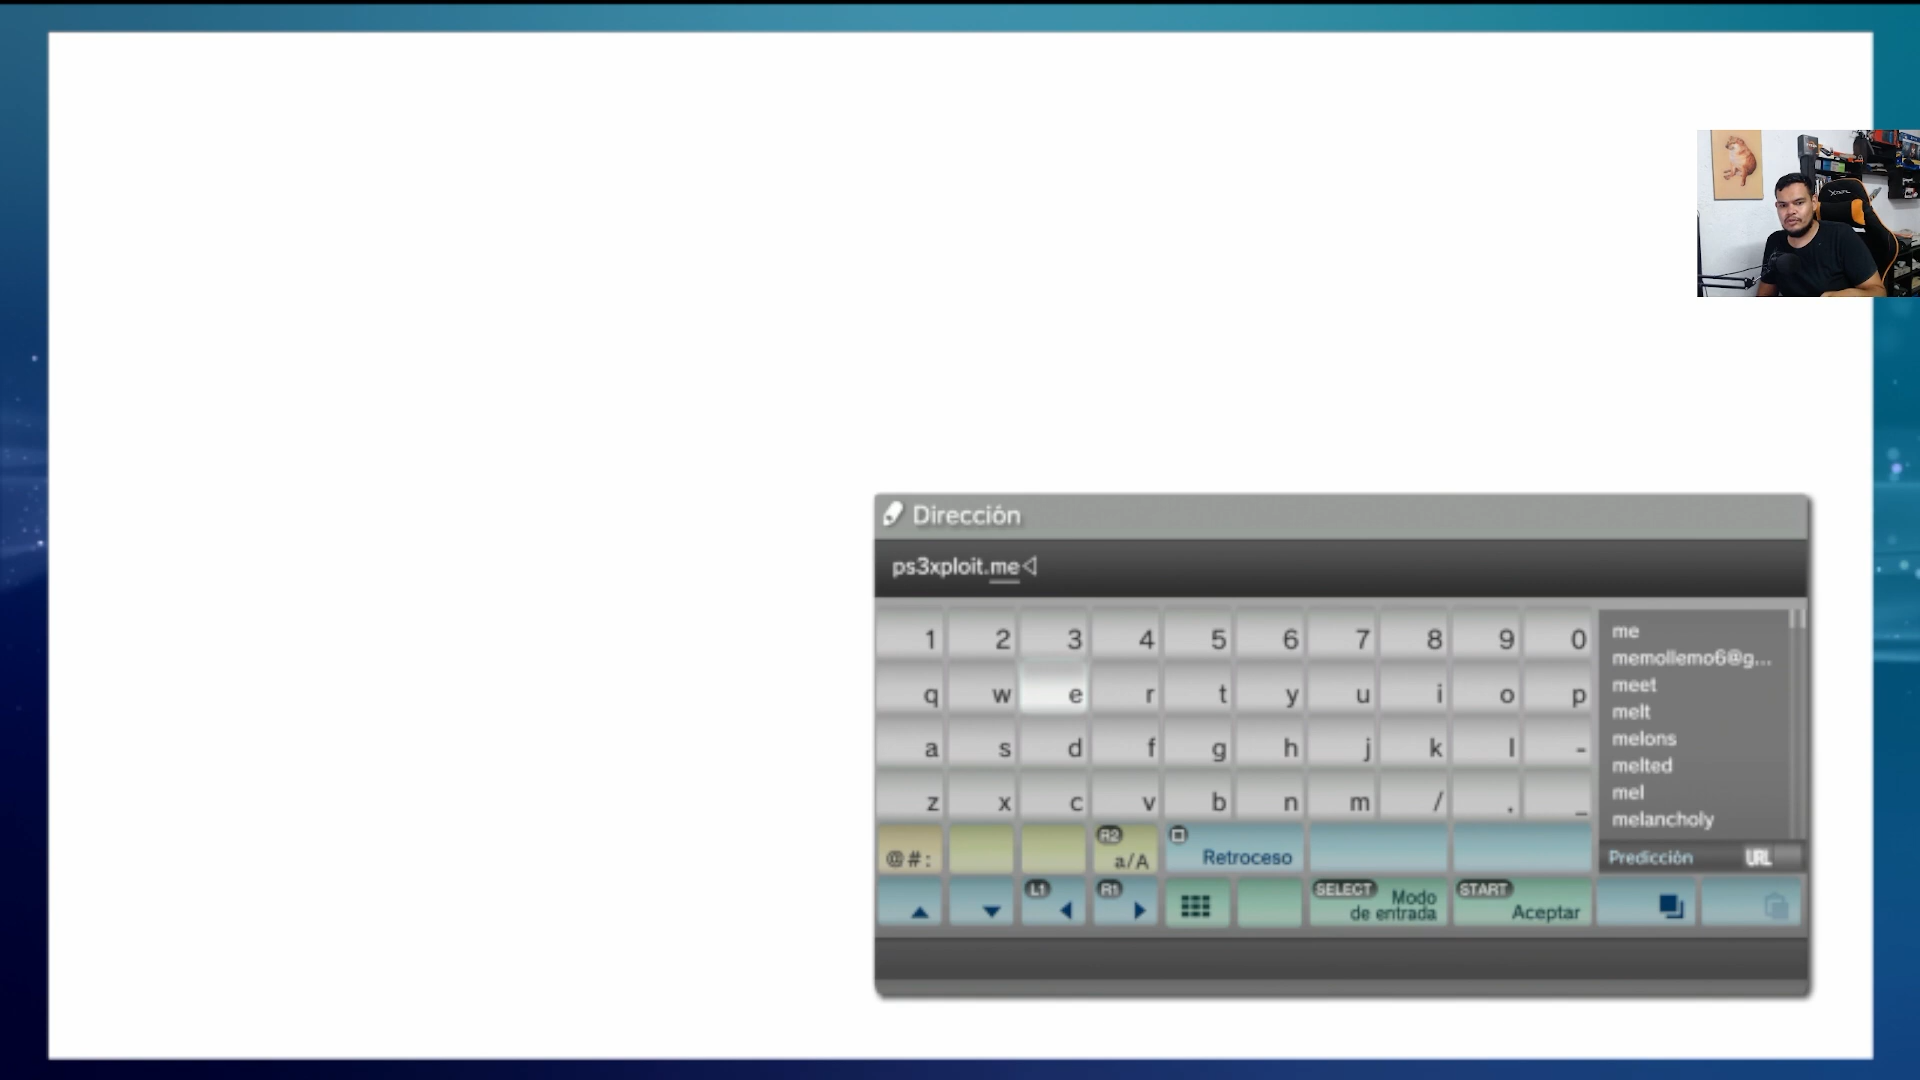 Dirección
ps3xploit.me
1 2 3 4 5 6 7 8 9 0
q w e r t y u i o p
a s d f g h j k l -
z x c v b n m / . _
@#: R2 a/A Retroceso
L1 R1 SELECT Modo de entrada START Aceptar
me
memollemo6@g...
meet
melt
melons
melted
mel
melancholy
Predicción URL